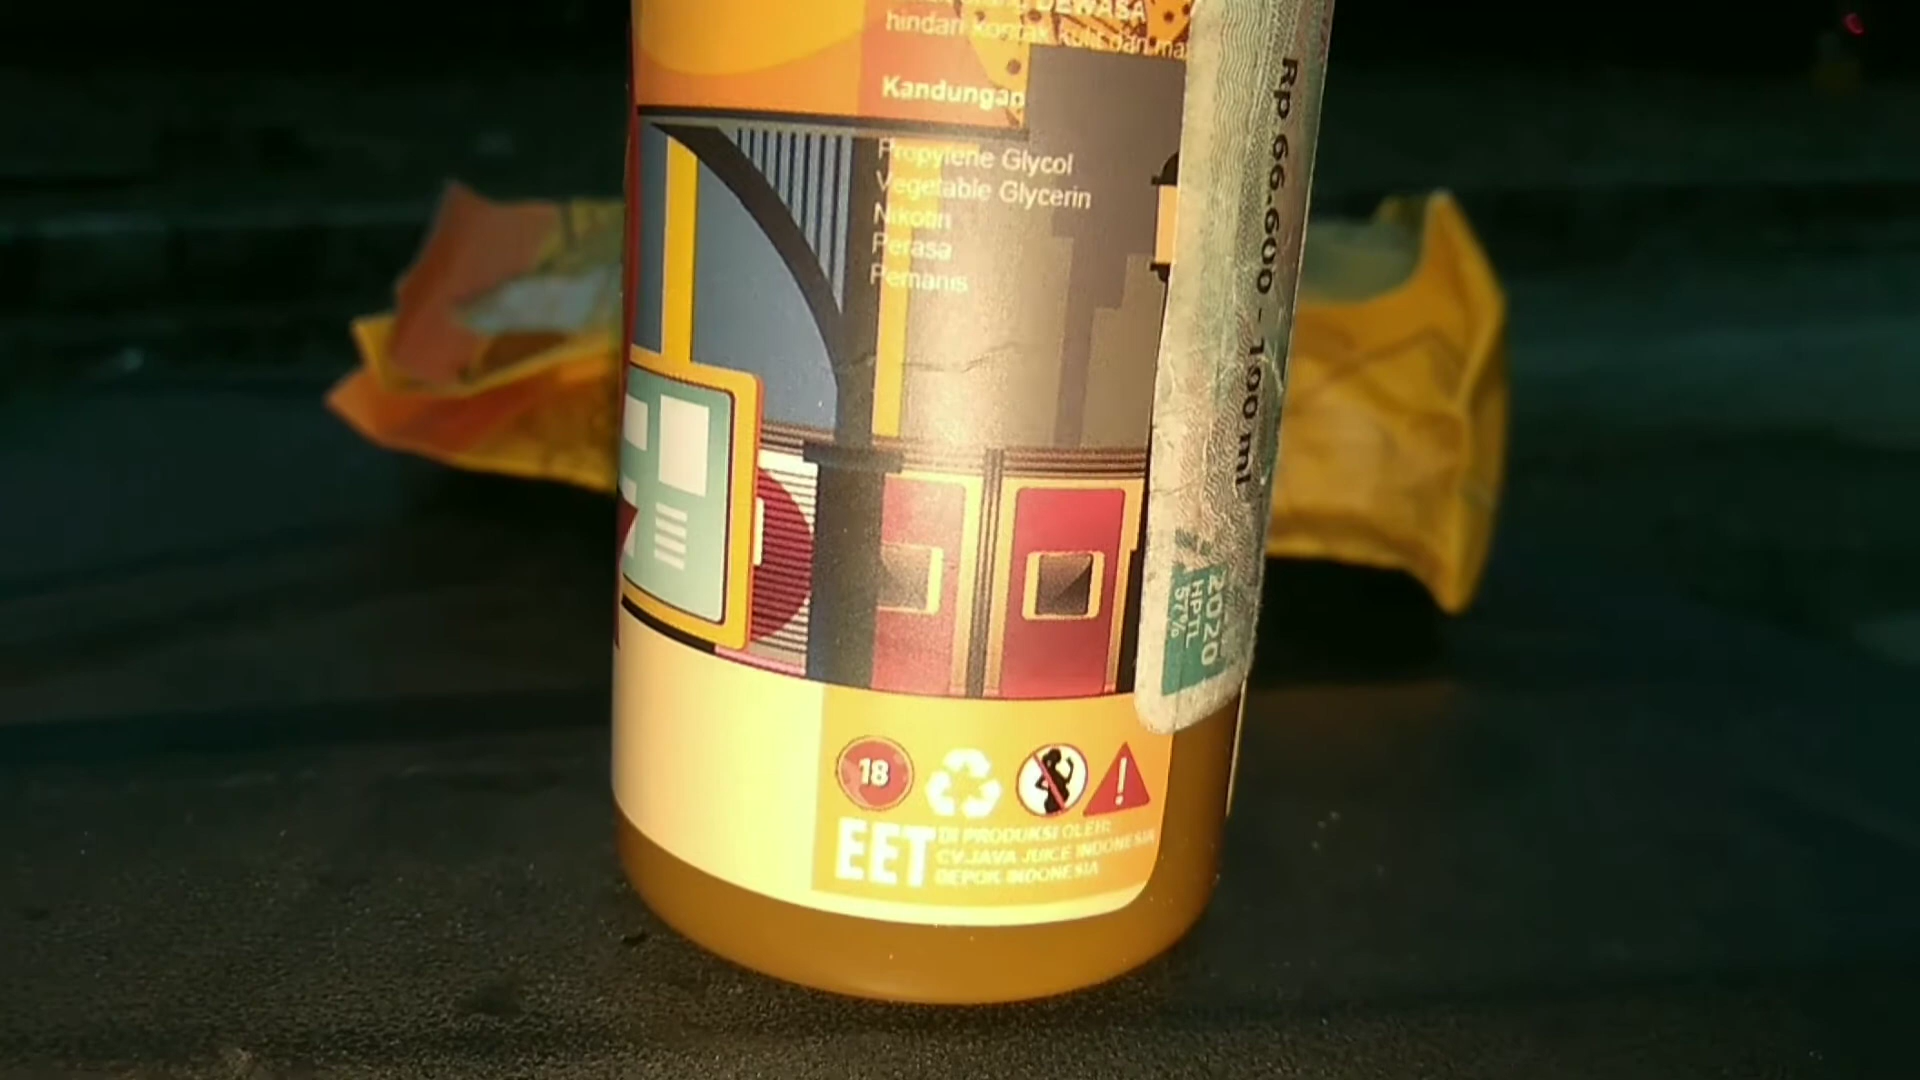 DEWASA
hindari kontak kulit dan
Kandungan
Propylene Glycol
Vegetable Glycerin
Nikotin
Perasa
Pemanis
Rp.66.600 - 100 ml
2020
HPTL
57%
18
!
EET
DI PRODUKSI OLEH:
CV.JAVA JUICE INDONESIA
DEPOK INDONESIA